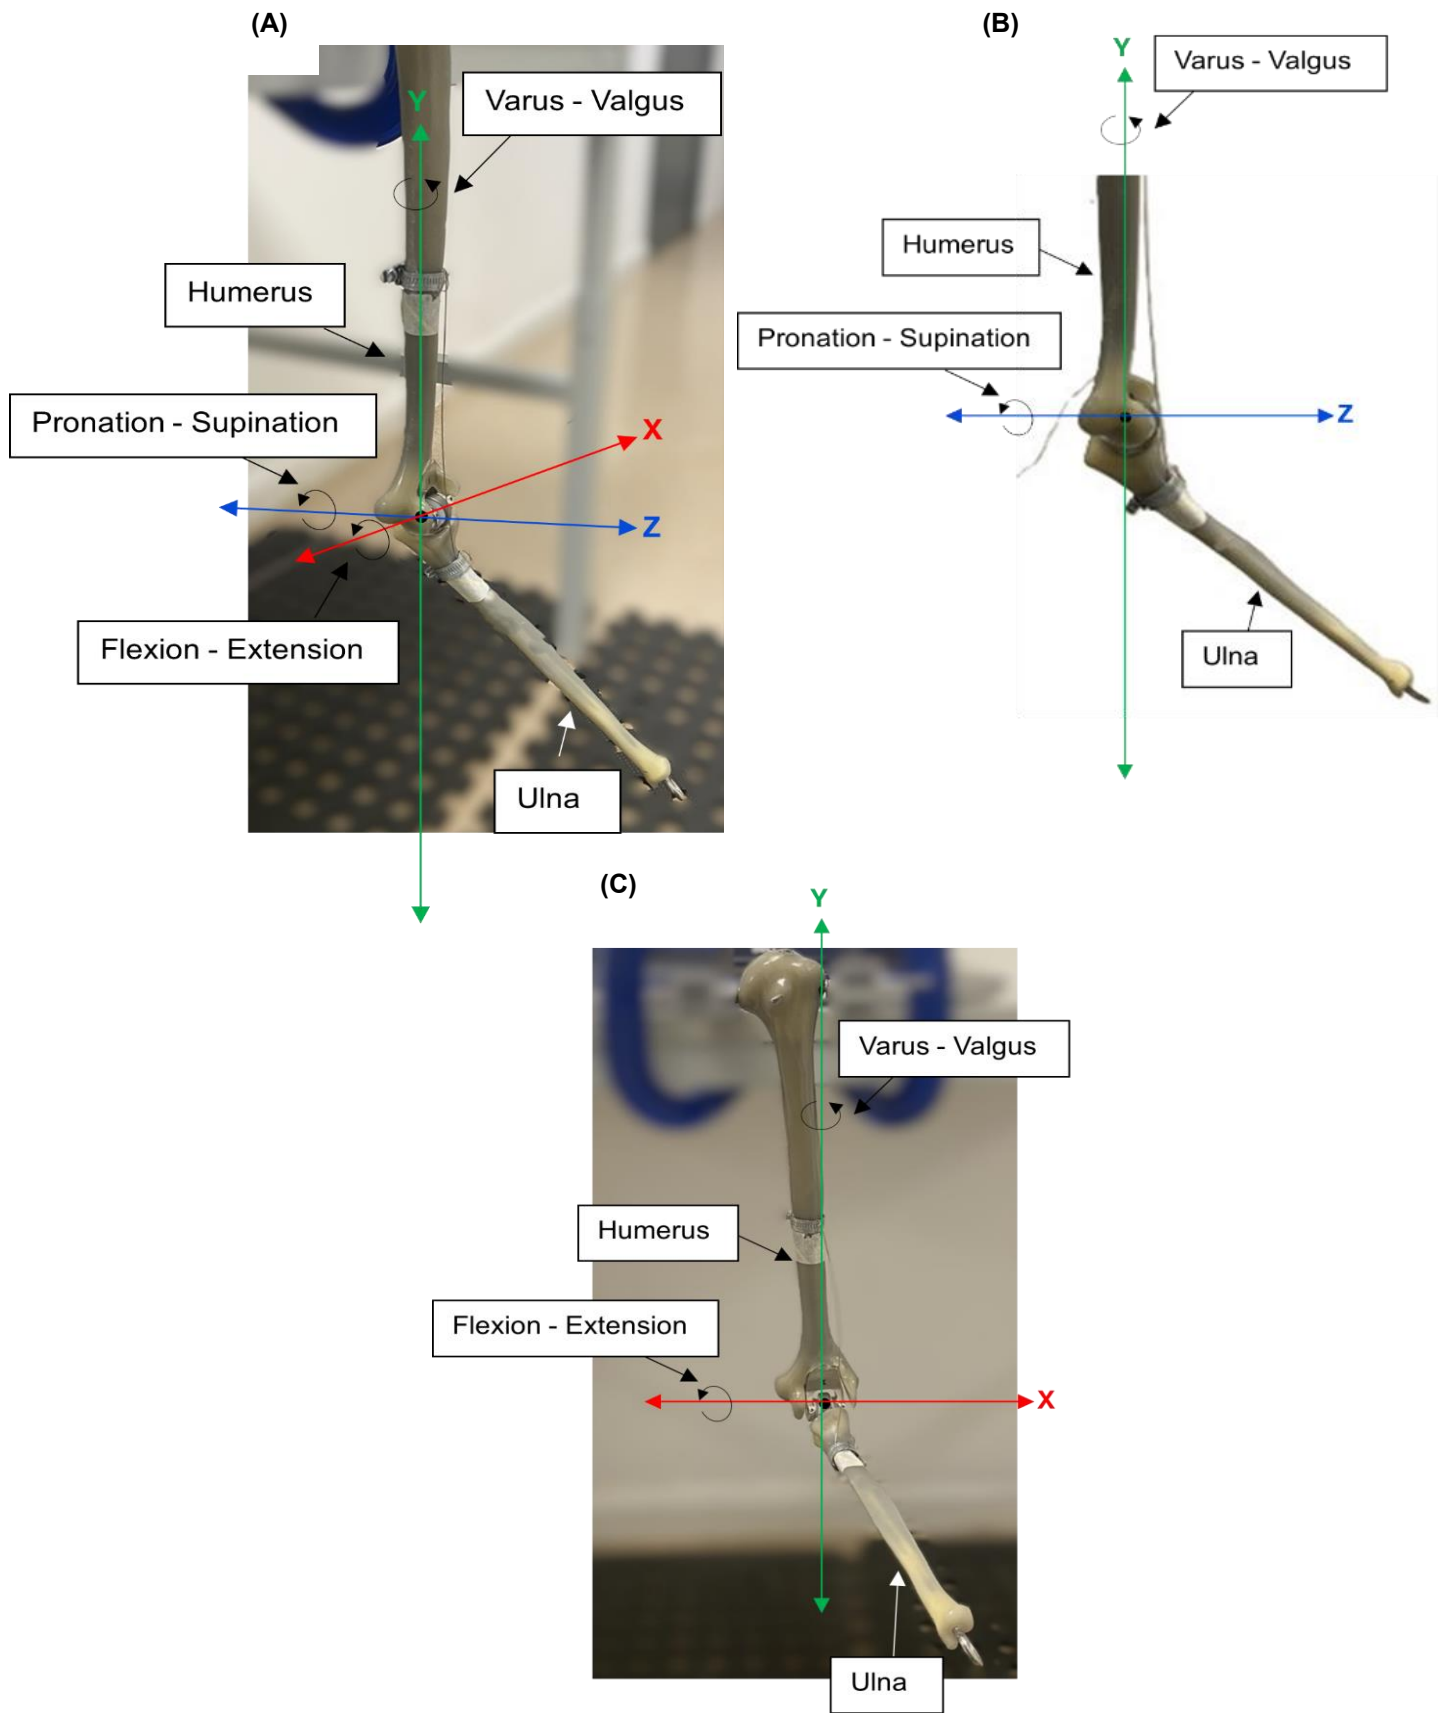 (A)
Y
Varus - Valgus
Humerus
Pronation - Supination
X
Z
Flexion - Extension
Ulna
(B)
Y
Varus - Valgus
Humerus
Pronation - Supination
Z
Ulna
(C)
Y
Varus - Valgus
Humerus
Flexion - Extension
X
Ulna